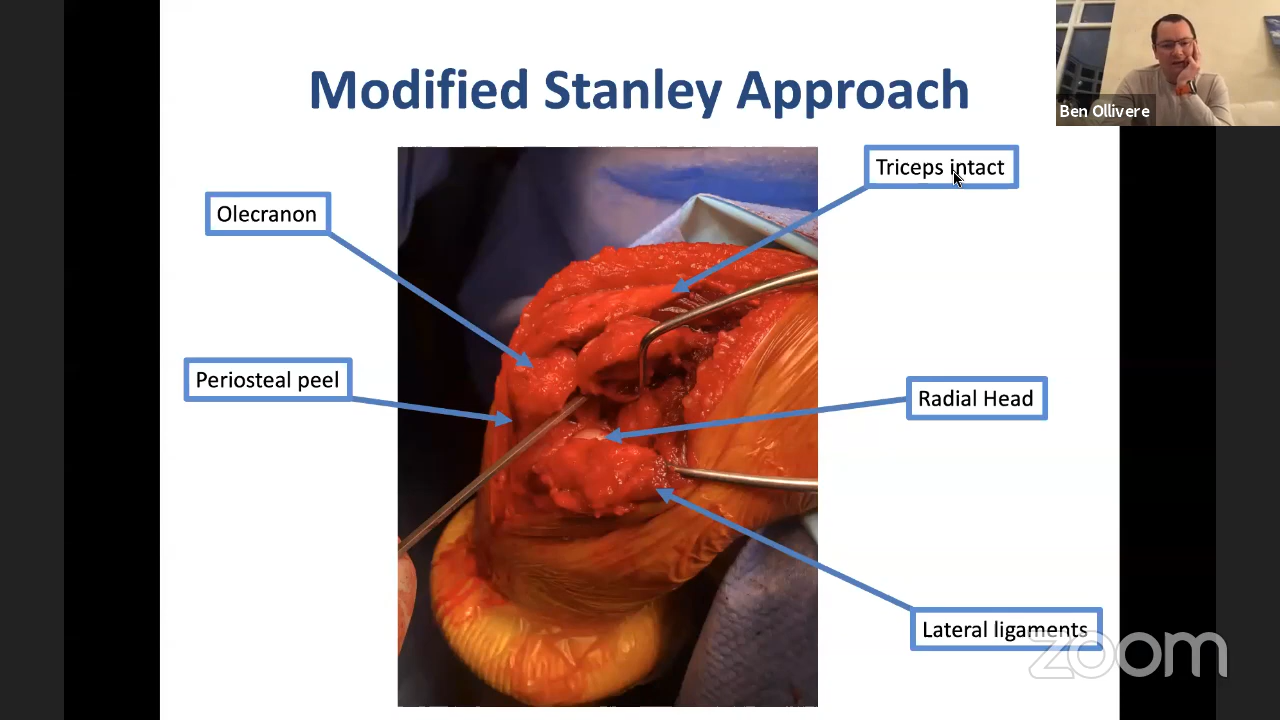 Modified Stanley Approach
Ben Ollivere
Triceps intact
Olecranon
Periosteal peel
Radial Head
Lateral ligaments
zoom